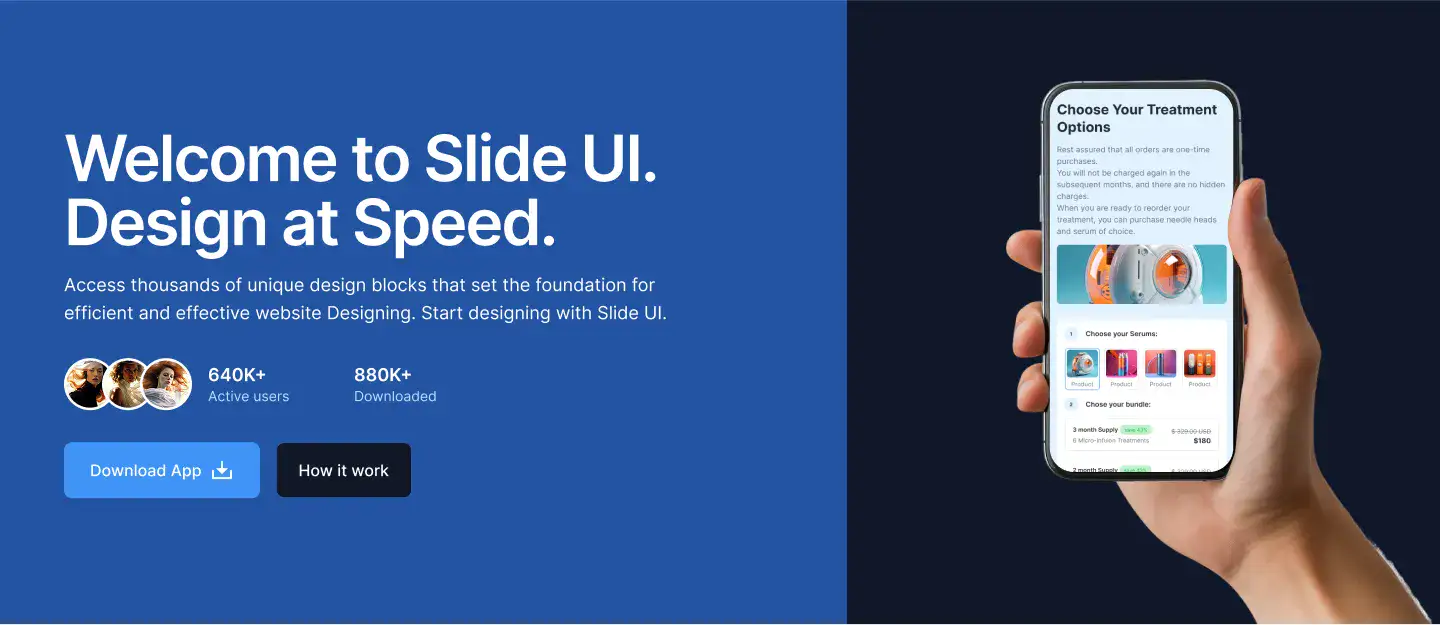 Welcome to Slide UI.
Design at Speed.
Access thousands of unique design blocks that set the foundation for
efficient and effective website Designing. Start designing with Slide UI.
640K+
Active users
880K+
Downloaded
Download App
How it work
Choose Your Treatment
Options
Rest assured that all orders are one-time
purchases.
You will not be charged again in the
subsequent months, and there are no hidden
charges.
When you are ready to reorder your
treatment, you can purchase needle heads
and serum of choice.
1 Choose your Serums:
Product Product Product Product
2 Chose your bundle:
3 month Supply Save 43% $ 329.00 USD
6 Micro-Infusion Treatments $180
2 month Supply